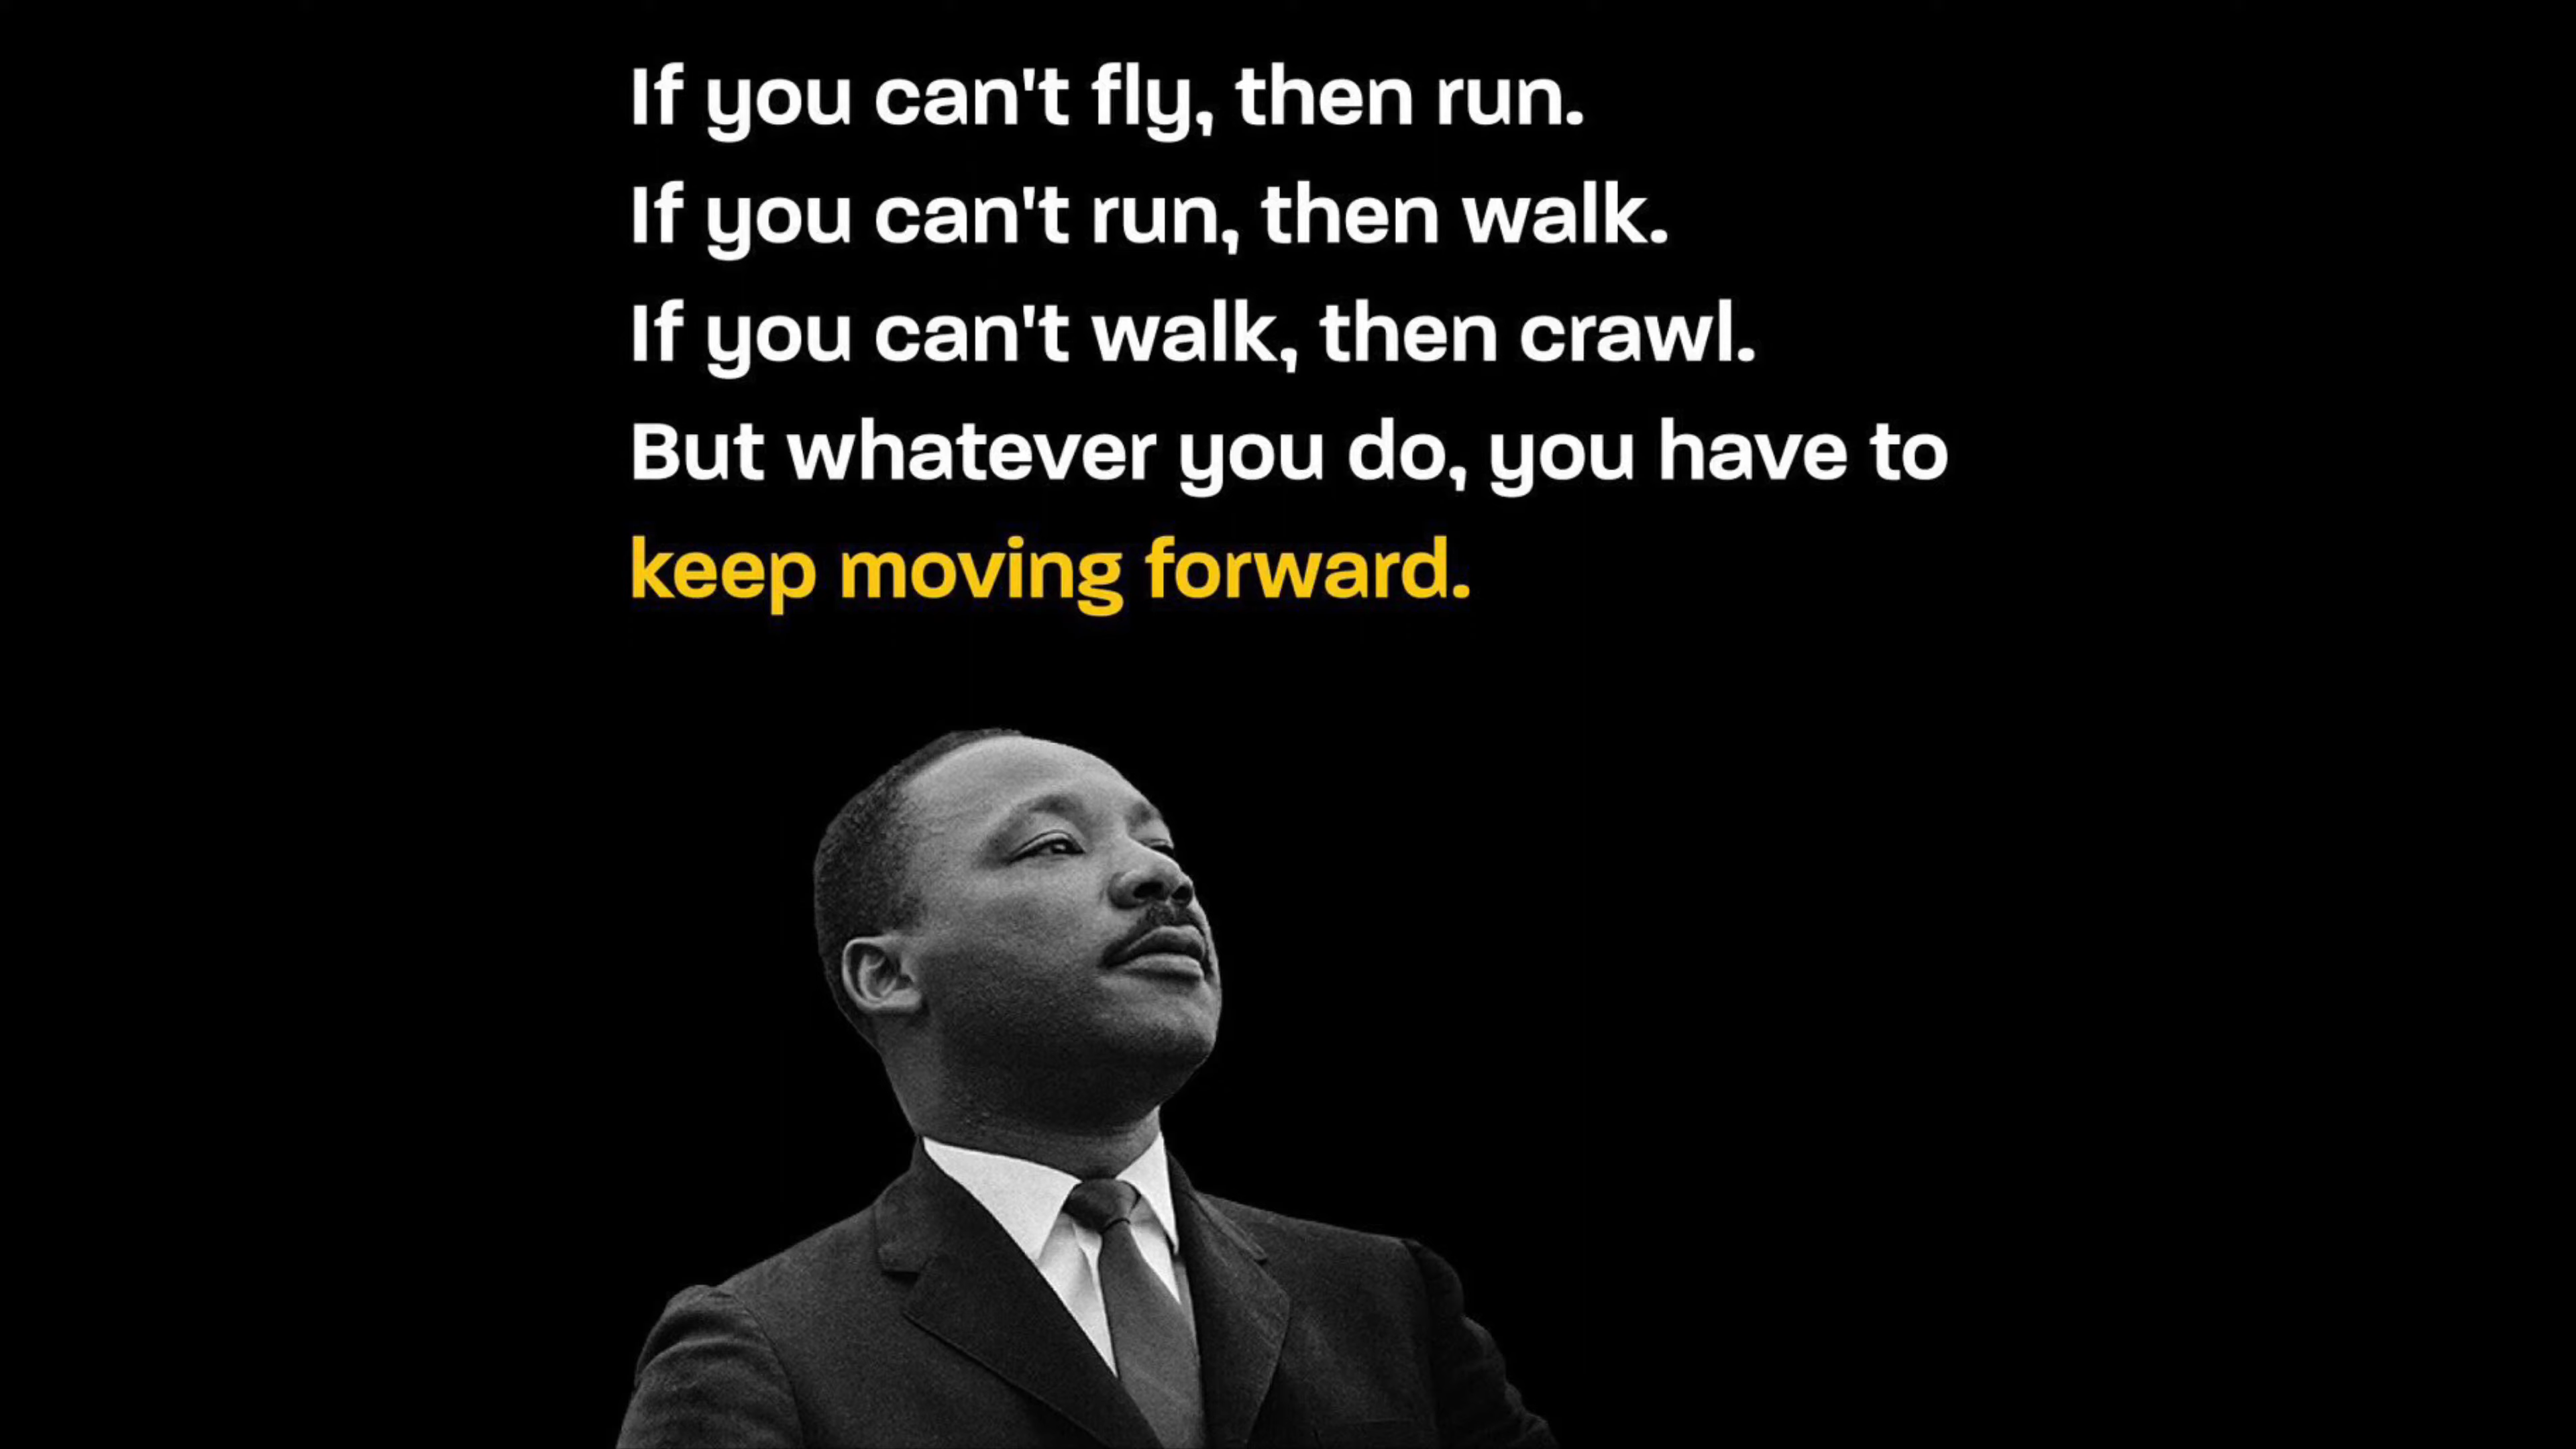 If you can't fly, then run.
If you can't run, then walk.
If you can't walk, then crawl.
But whatever you do, you have to
keep moving forward.